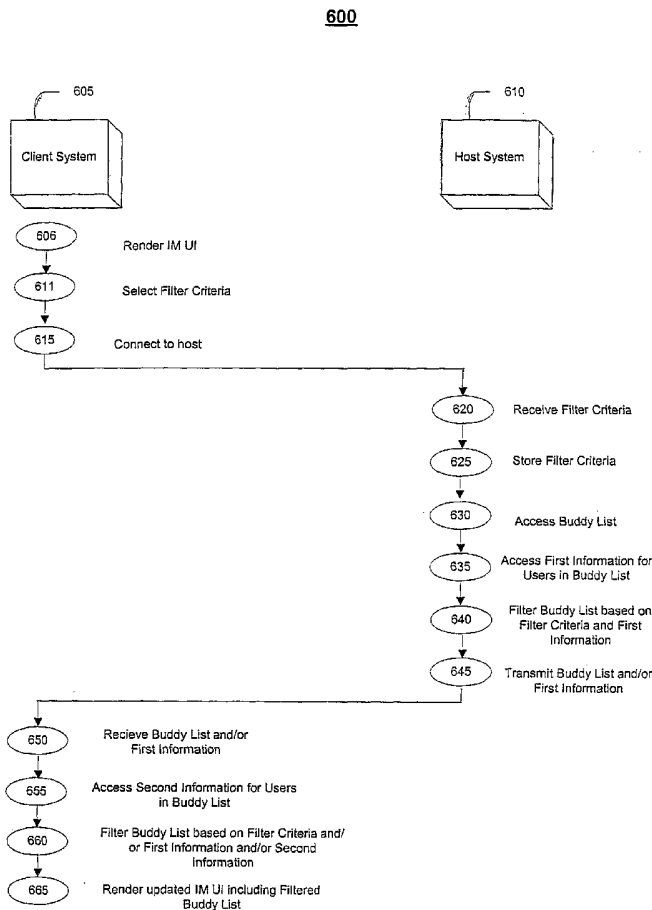 600
605
610
Client System
Host System
606
Render IM UI
611
Select Filter Criteria
615
Connect to host
620
Receive Filter Criteria
625
Store Filter Criteria
630
Access Buddy List
635
Access First Information for
Users in Buddy List
640
Filter Buddy List based on
Filter Criteria and First
Information
645
Transmit Buddy List and/or
First Information
650
Recieve Buddy List and/or
First Information
655
Access Second Information for Users
in Buddy List
660
Filter Buddy List based on Filter Criteria and/
or First Information and/or Second
Information
665
Render updated IM UI including Filtered
Buddy List